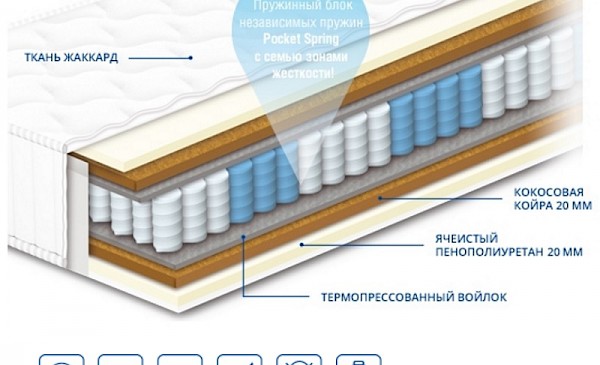 Пружинный блок
независимых пружин
Pocket Spring
с семью зонами
жесткости!
ТКАНЬ ЖАККАРД
КОКОСОВАЯ
КОЙРА 20 ММ
ЯЧЕИСТЫЙ
ПЕНОПОЛИУРЕТАН 20 ММ
ТЕРМОПРЕССОВАННЫЙ ВОЙЛОК